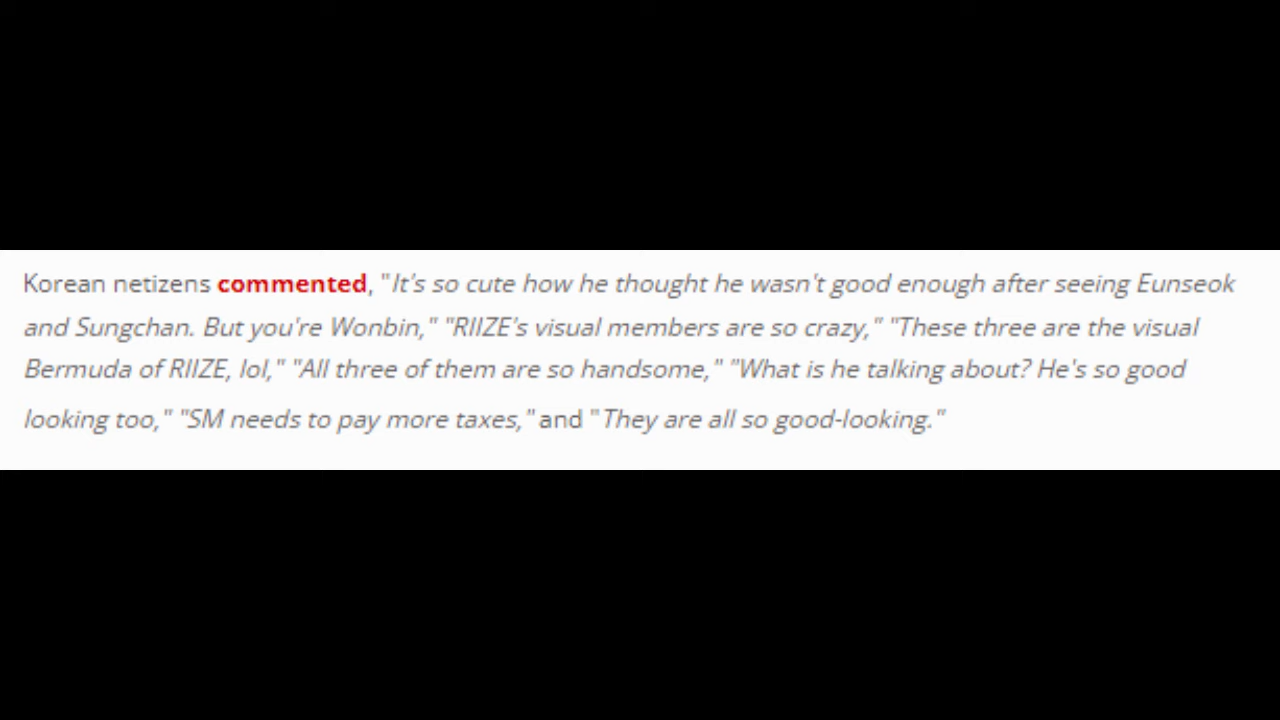 Korean netizens commented, "It's so cute how he thought he wasn't good enough after seeing Eunseok
and Sungchan. But you're Wonbin," "RIIZE's visual members are so crazy," "These three are the visual
Bermuda of RIIZE, lol," "All three of them are so handsome," "What is he talking about? He's so good
looking too," "SM needs to pay more taxes," and "They are all so good-looking."